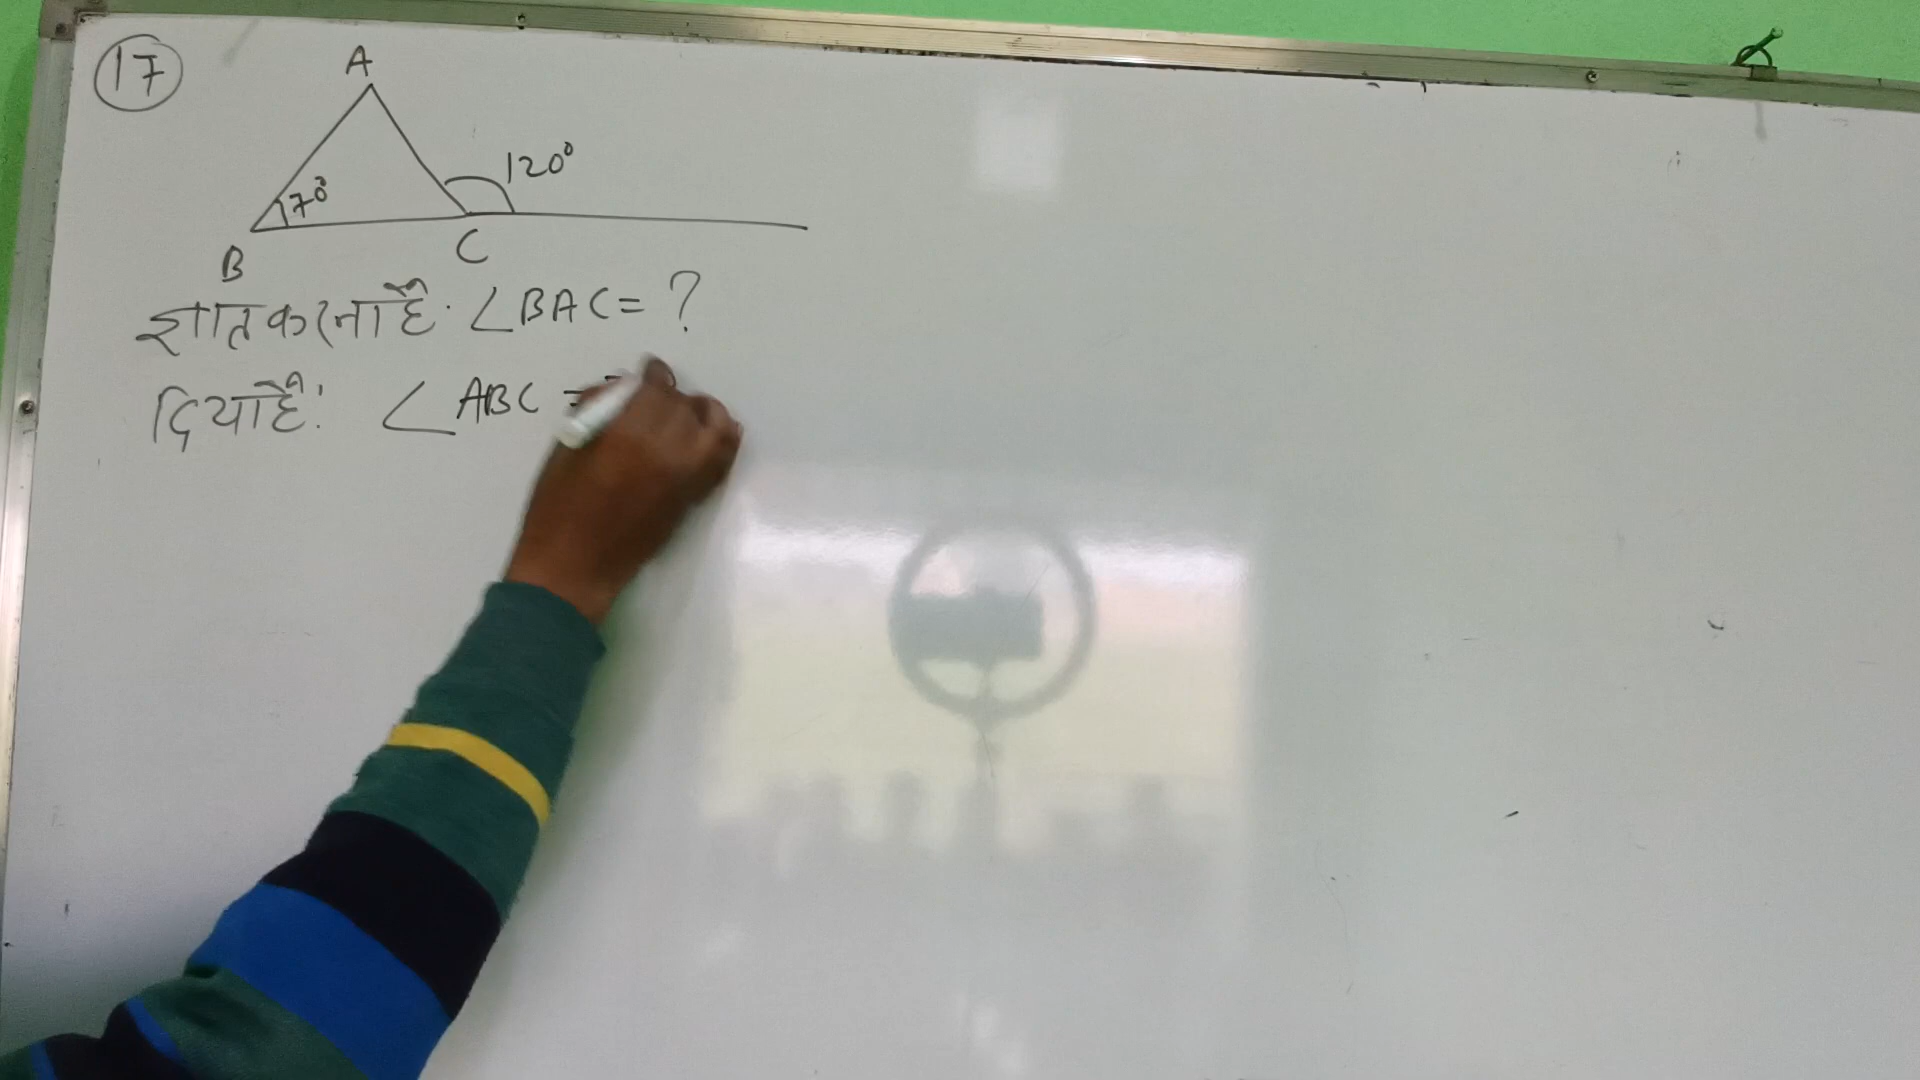 17
A
120°
70°
B
C
ज्ञात करना है. ∠BAC = ?
दिया है: ∠ABC =